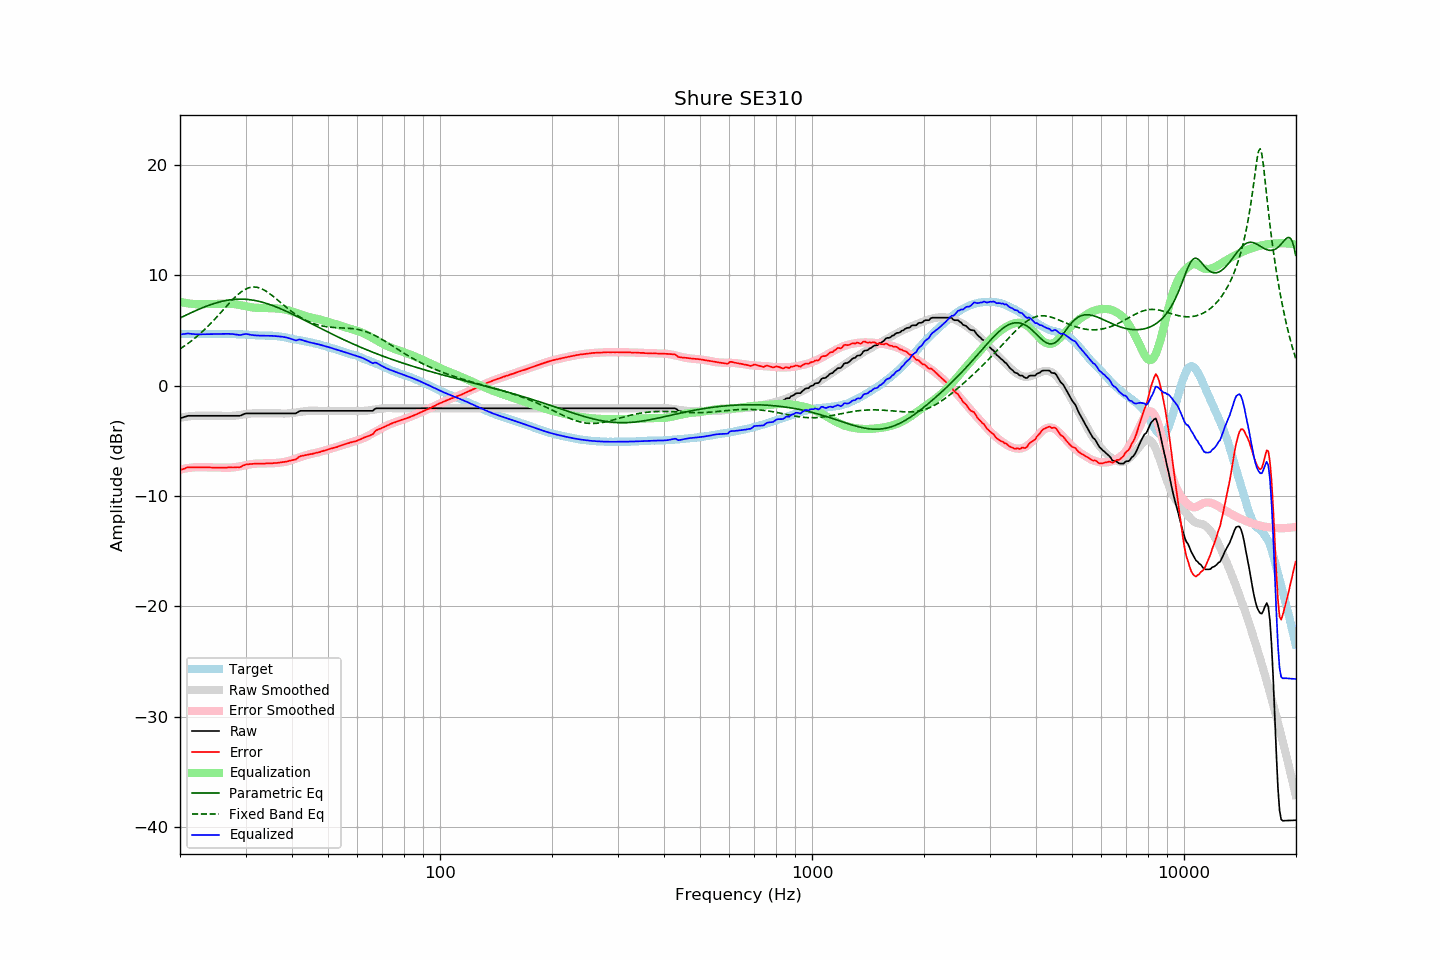 Shure SE310
20
10
0
−10
−20
−30
−40
Amplitude (dBr)
Target
Raw Smoothed
Error Smoothed
Raw
Error
Equalization
Parametric Eq
Fixed Band Eq
Equalized
100
1000
10000
Frequency (Hz)